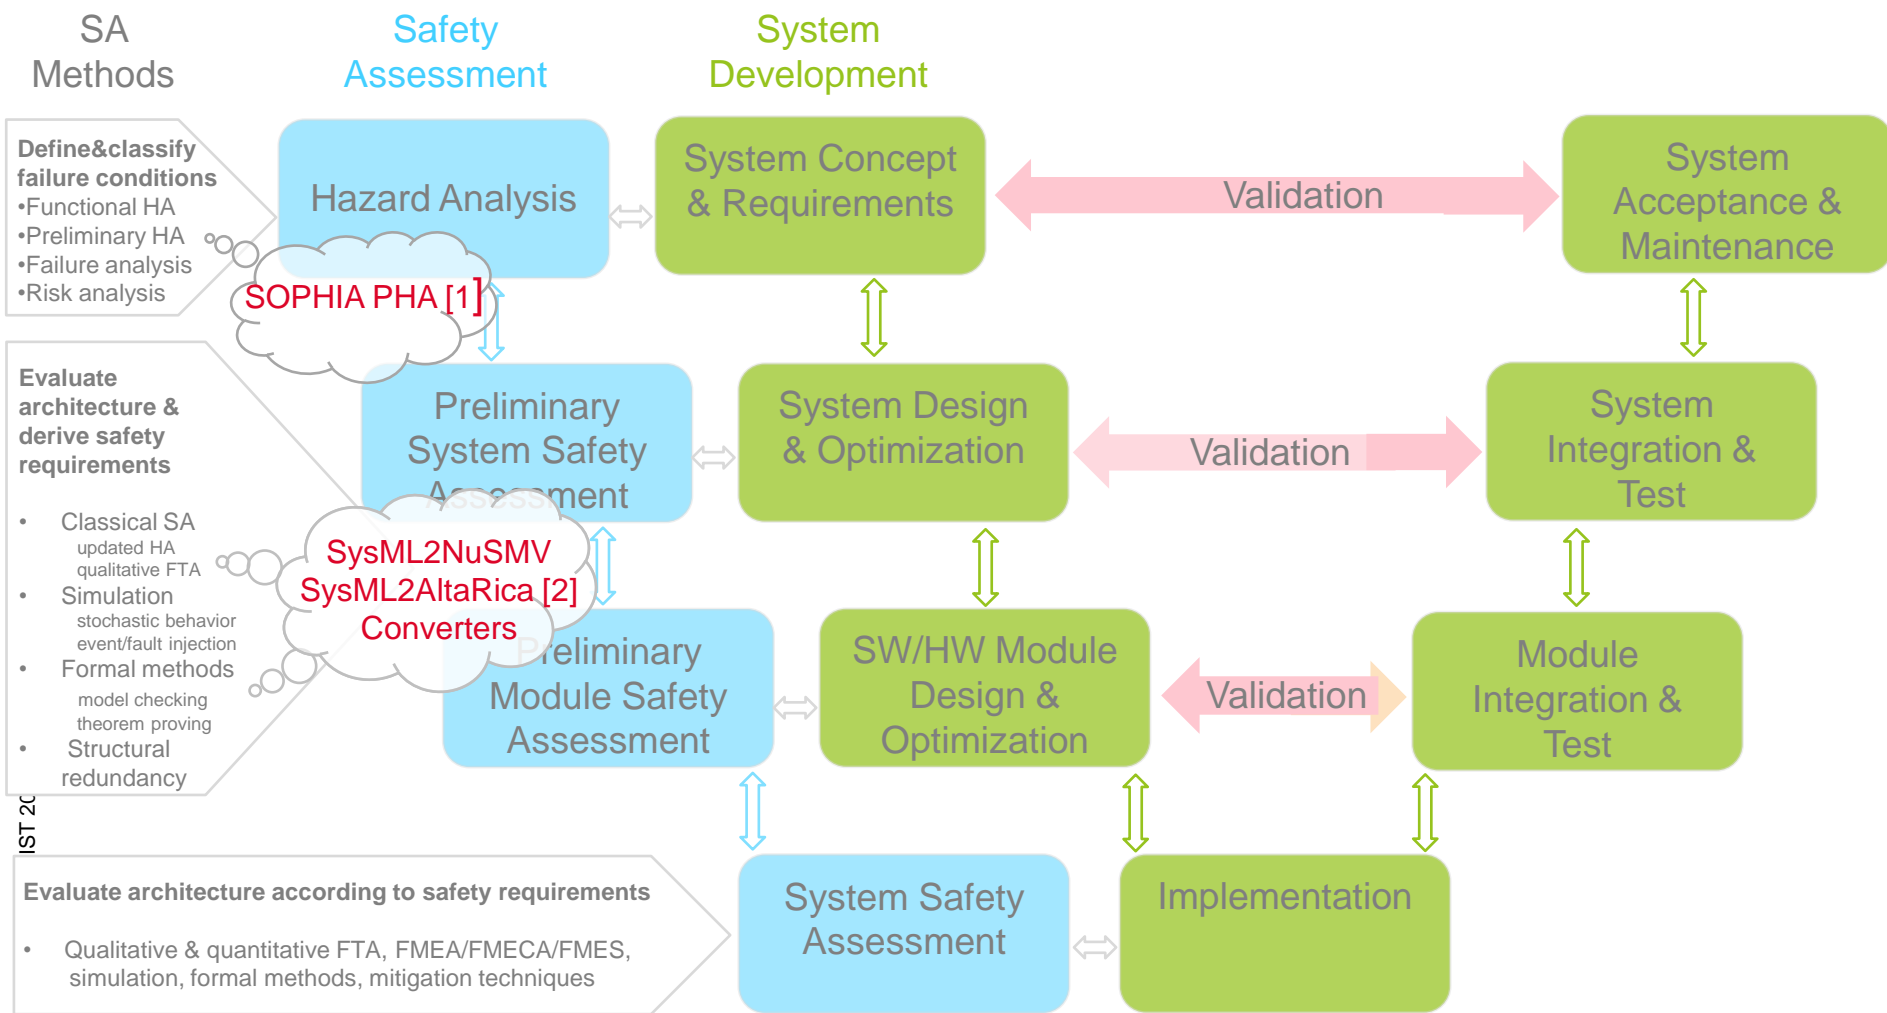 SA
Methods
Safety
Assessment
System
Development
Define&classify
failure conditions
•Functional HA
•Preliminary HA
•Failure analysis
•Risk analysis
Hazard Analysis
System Concept
& Requirements
Validation
System
Acceptance &
Maintenance
SOPHIA PHA [1]
Evaluate
architecture &
derive safety
requirements
• Classical SA
updated HA
qualitative FTA
• Simulation
stochastic behavior
event/fault injection
• Formal methods
model checking
theorem proving
• Structural
redundancy
Preliminary
System Safety
Assessment
System Design
& Optimization
Validation
System
Integration &
Test
SysML2NuSMV
SysML2AltaRica [2]
Converters
Preliminary
Module Safety
Assessment
SW/HW Module
Design &
Optimization
Validation
Module
Integration &
Test
IST 20
Evaluate architecture according to safety requirements
• Qualitative & quantitative FTA, FMEA/FMECA/FMES,
simulation, formal methods, mitigation techniques
System Safety
Assessment
Implementation